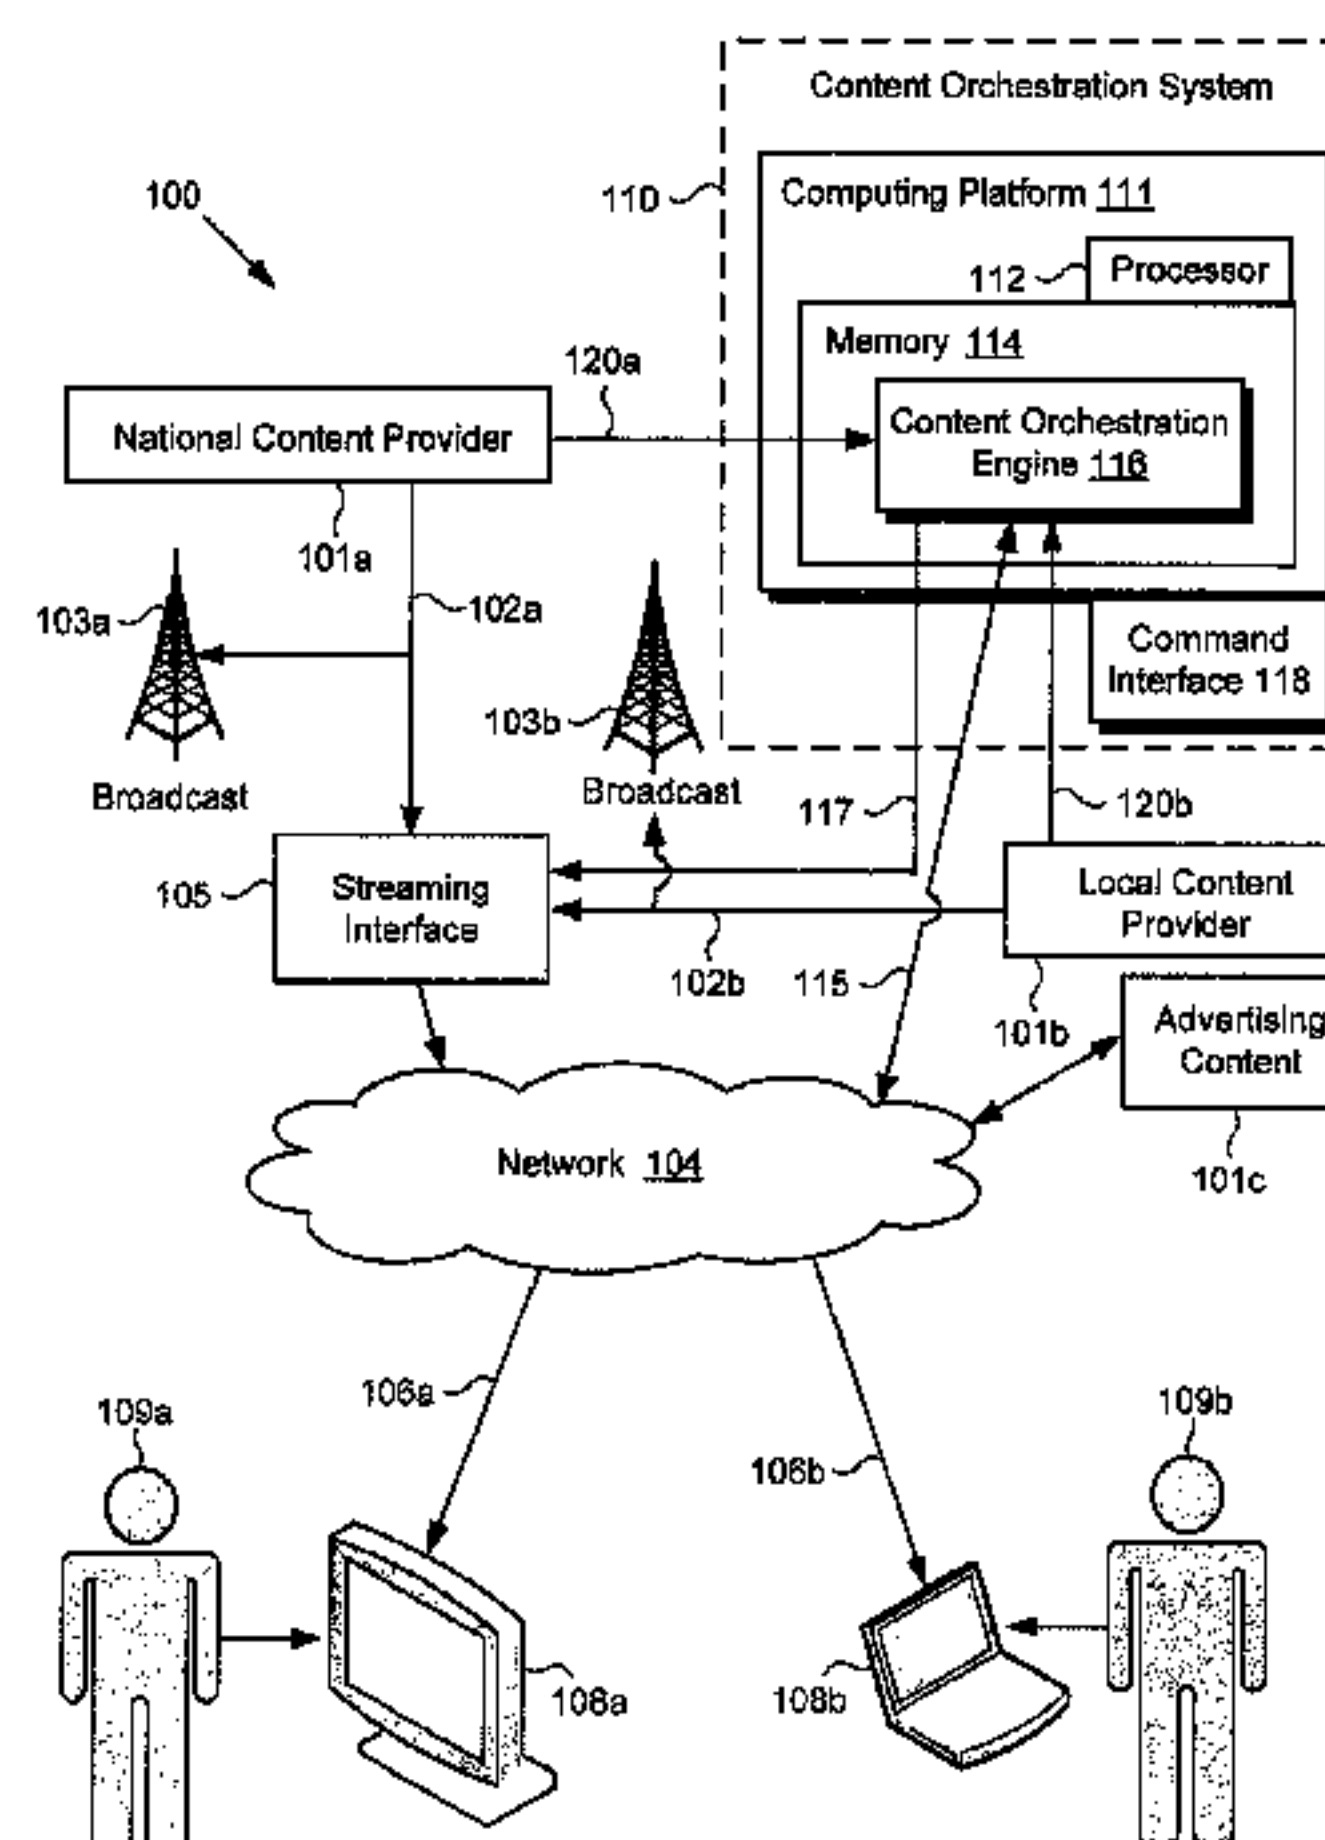 Content Orchestration System
100
110
Computing Platform 111
112
Processor
Memory 114
120a
National Content Provider
Content Orchestration
Engine 116
101a
103a
102a
103b
Command
Interface 118
Broadcast
Broadcast
117
120b
105
Streaming
Interface
Local Content
Provider
102b
115
101b
Advertising
Content
Network 104
101c
106a
109a
109b
106b
108a
108b